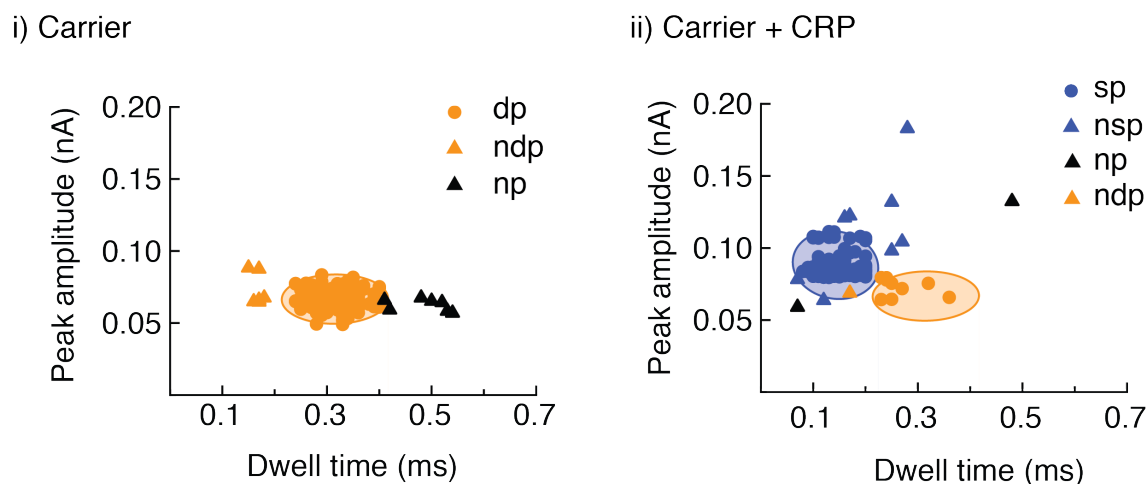 i) Carrier
Peak amplitude (nA)
0.20
0.15
0.10
0.05
0.1
0.3
0.5
0.7
Dwell time (ms)
dp
ndp
np
ii) Carrier + CRP
Peak amplitude (nA)
0.20
0.15
0.10
0.05
0.1
0.3
0.5
0.7
Dwell time (ms)
sp
nsp
np
ndp